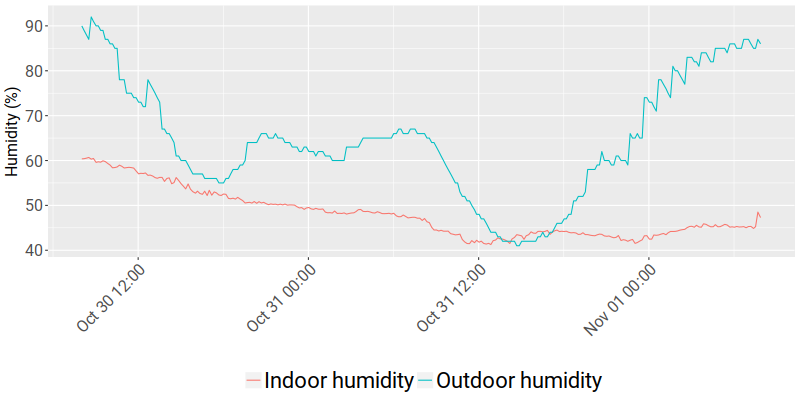 90
80
70
60
50
40
Humidity (%)
Oct 30 12:00
Oct 31 00:00
Oct 31 12:00
Nov 01 00:00
Indoor humidity Outdoor humidity